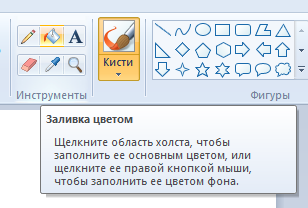 A
Кисти
Инструменты
Фигуры
Заливка цветом
Щелкните область холста, чтобы
заполнить ее основным цветом, или
щелкните ее правой кнопкой мыши,
чтобы заполнить ее цветом фона.